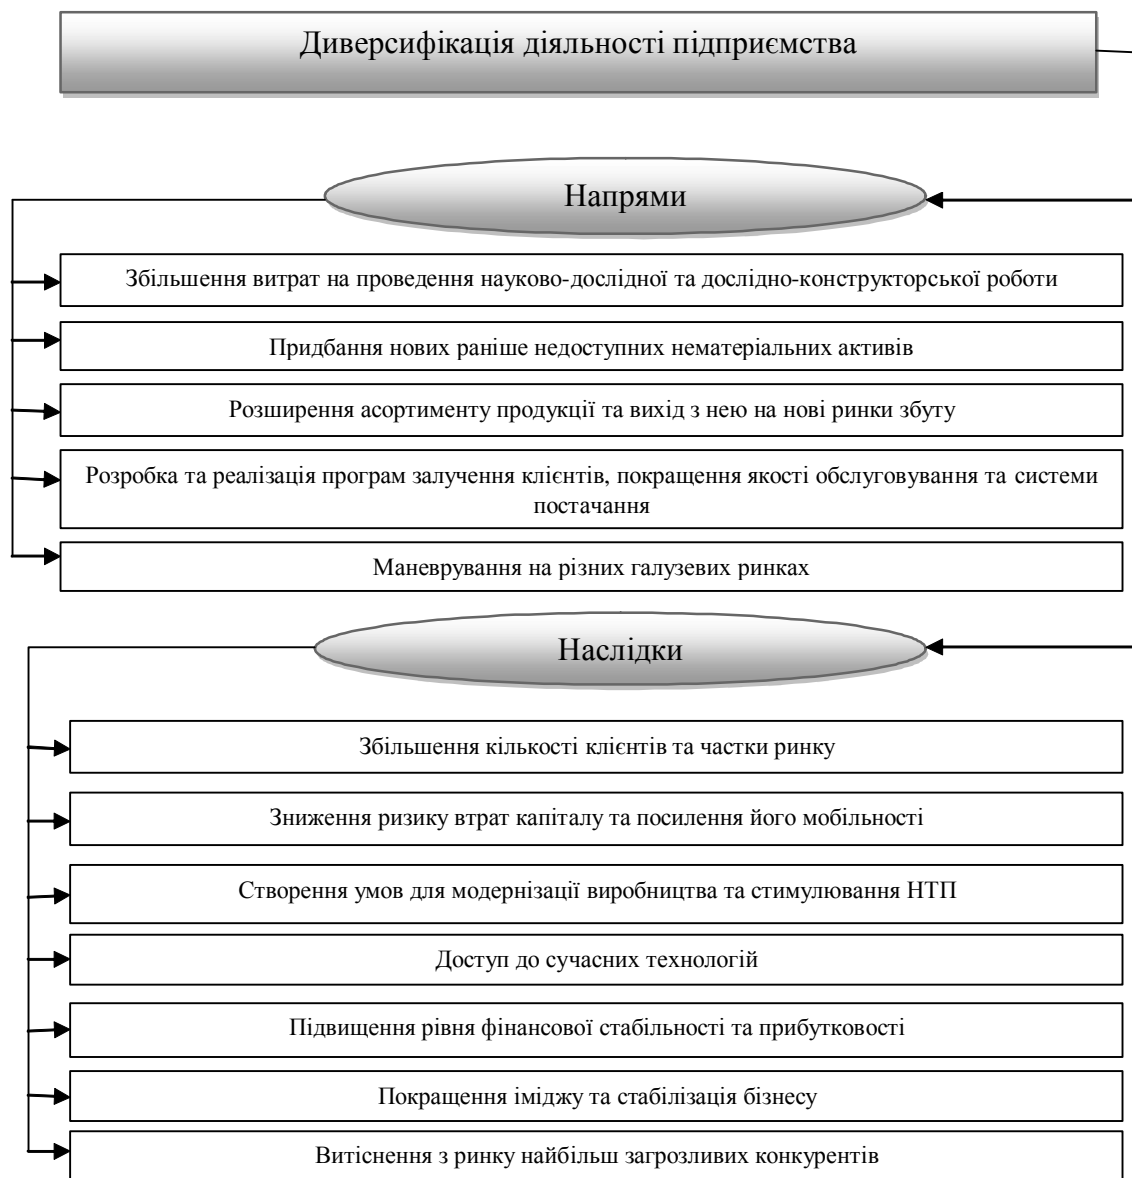 Диверсифікація діяльності підприємства
Напрями
Збільшення витрат на проведення науково-дослідної та дослідно-конструкторської роботи
Придбання нових раніше недоступних нематеріальних активів
Розширення асортименту продукції та вихід з нею на нові ринки збуту
Розробка та реалізація програм залучення клієнтів, покращення якості обслуговування та системи
постачання
Маневрування на різних галузевих ринках
Наслідки
Збільшення кількості клієнтів та частки ринку
Зниження ризику втрат капіталу та посилення його мобільності
Створення умов для модернізації виробництва та стимулювання НТП
Доступ до сучасних технологій
Підвищення рівня фінансової стабільності та прибутковості
Покращення іміджу та стабілізація бізнесу
Витіснення з ринку найбільш загрозливих конкурентів